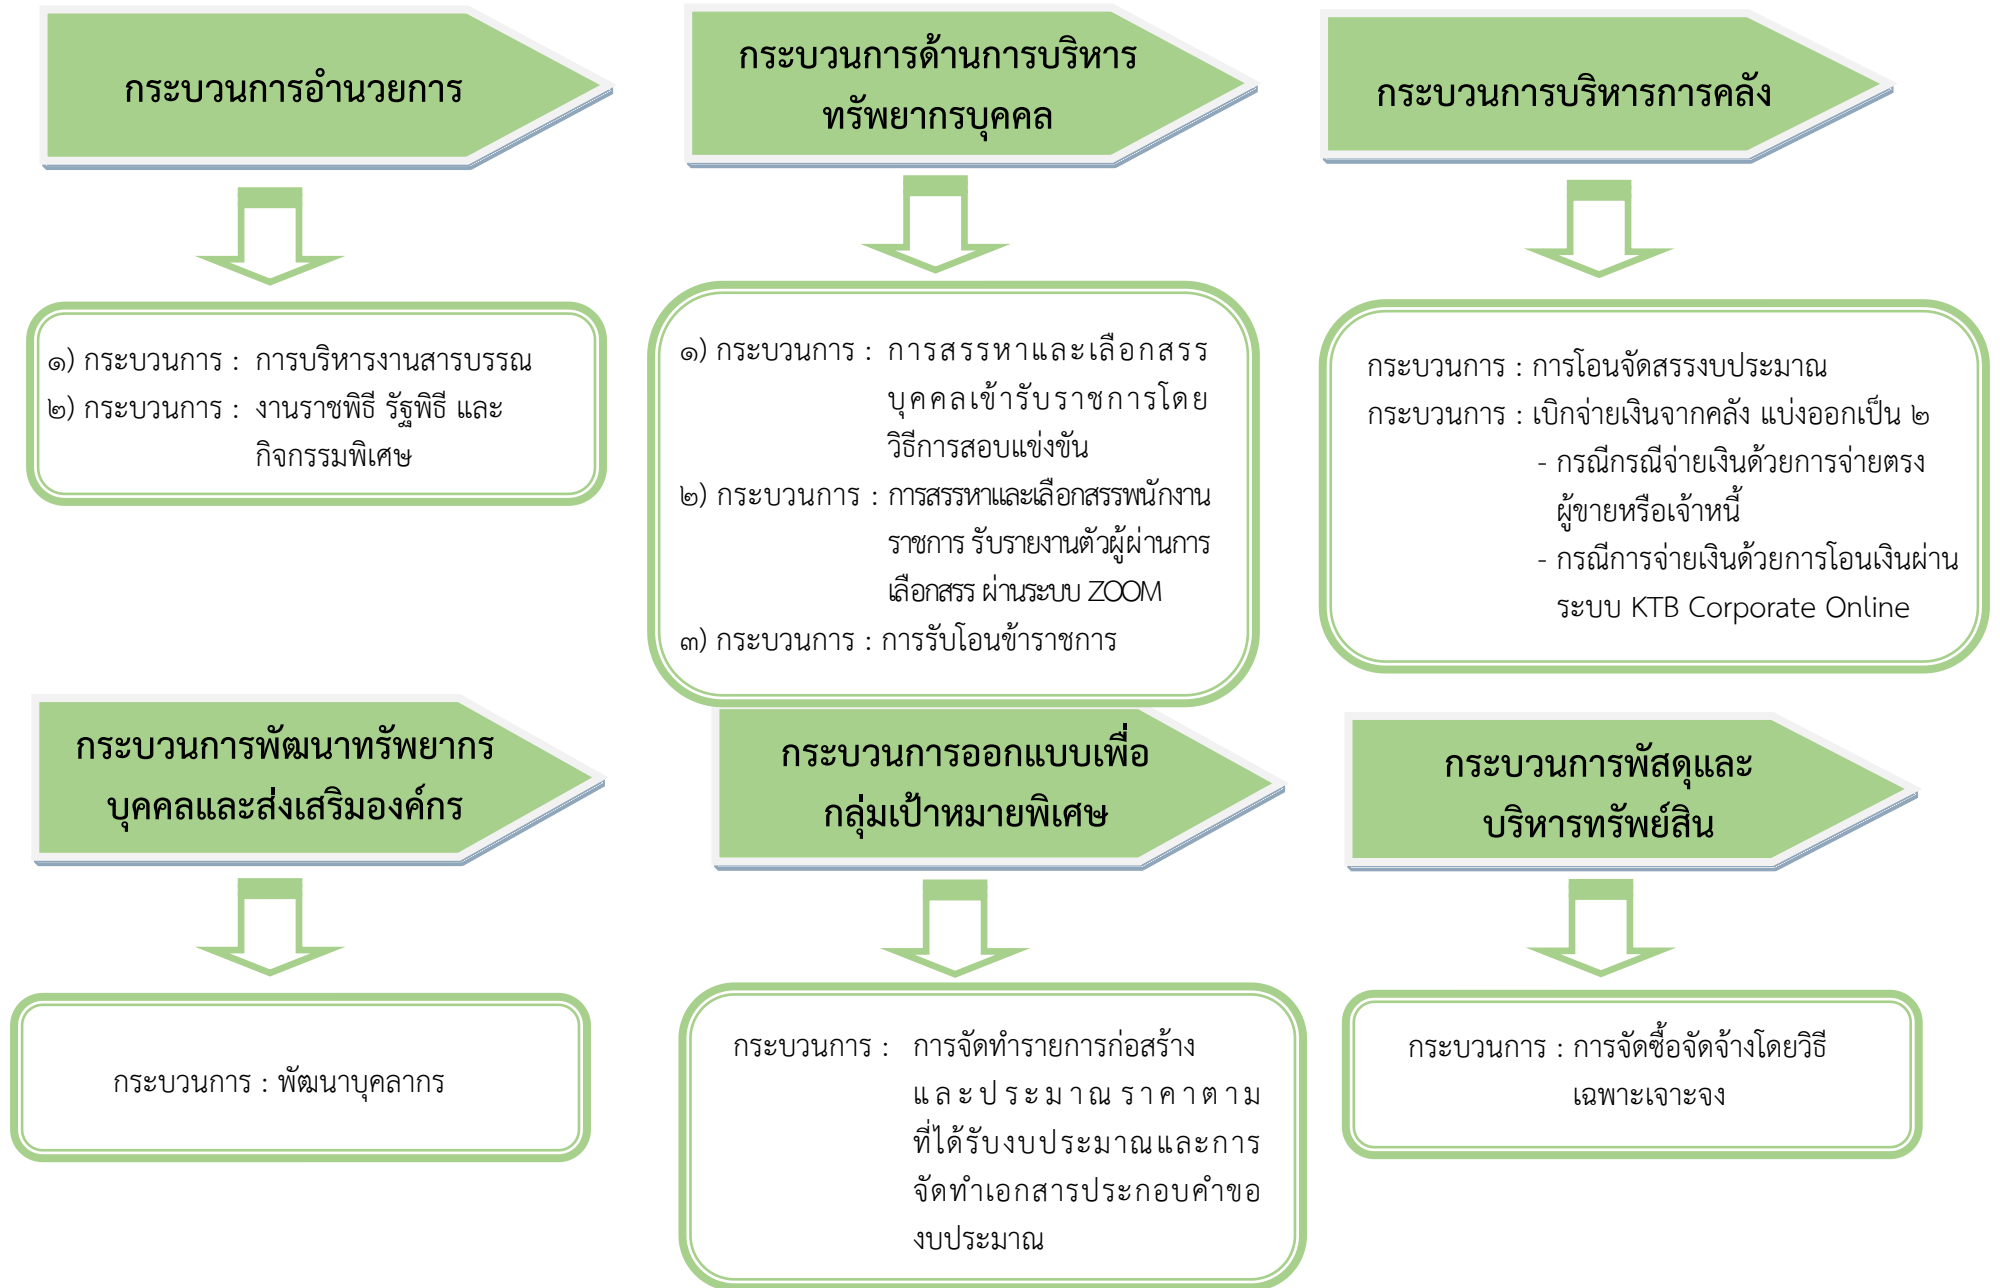 กระบวนการอำนวยการ
๑) กระบวนการ : การบริหารงานสารบรรณ
๒) กระบวนการ : งานราชพิธี รัฐพิธี และ
กิจกรรมพิเศษ
กระบวนการด้านการบริหาร
ทรัพยากรบุคคล
๑) กระบวนการ : การสรรหาและเลือกสรร
บุคคลเข้ารับราชการโดย
วิธีการสอบแข่งขัน
๒) กระบวนการ : การสรรหาและเลือกสรรพนักงาน
ราชการ รับรายงานตัวผู้ผ่านการ
เลือกสรร ผ่านระบบ ZOOM
๓) กระบวนการ : การรับโอนข้าราชการ
กระบวนการบริหารการคลัง
กระบวนการ : การโอนจัดสรรงบประมาณ
กระบวนการ : เบิกจ่ายเงินจากคลัง แบ่งออกเป็น ๒
- กรณีกรณีจ่ายเงินด้วยการจ่ายตรง
ผู้ขายหรือเจ้าหนี้
- กรณีการจ่ายเงินด้วยการโอนเงินผ่าน
ระบบ KTB Corporate Online
กระบวนการพัฒนาทรัพยากร
บุคคลและส่งเสริมองค์กร
กระบวนการ : พัฒนาบุคลากร
กระบวนการออกแบบเพื่อ
กลุ่มเป้าหมายพิเศษ
กระบวนการ : การจัดทำรายการก่อสร้าง
และประมาณราคาตาม
ที่ได้รับงบประมาณและการ
จัดทำเอกสารประกอบคำขอ
งบประมาณ
กระบวนการพัสดุและ
บริหารทรัพย์สิน
กระบวนการ : การจัดซื้อจัดจ้างโดยวิธี
เฉพาะเจาะจง